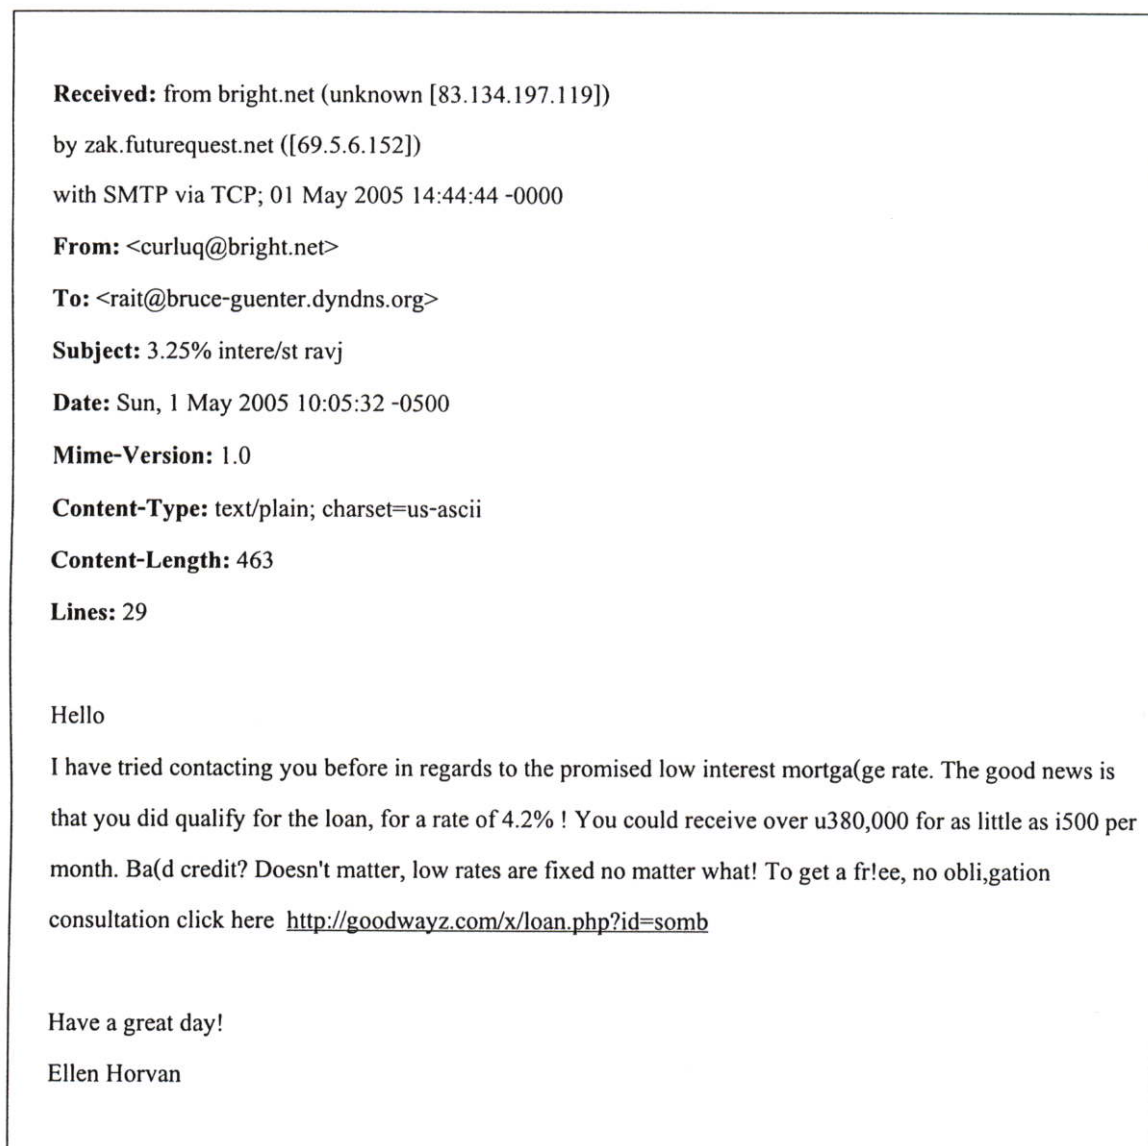 Received: from bright.net (unknown [83.134.197.119])
by zak.futurequest.net ([69.5.6.152])
with SMTP via TCP; 01 May 2005 14:44:44 -0000
From: <curluq@bright.net>
To: <rait@bruce-guenter.dyndns.org>
Subject: 3.25% intere/st ravj
Date: Sun, 1 May 2005 10:05:32 -0500
Mime-Version: 1.0
Content-Type: text/plain; charset=us-ascii
Content-Length: 463
Lines: 29
Hello
I have tried contacting you before in regards to the promised low interest mortga(ge rate. The good news is
that you did qualify for the loan, for a rate of 4.2% ! You could receive over u380,000 for as little as i500 per
month. Ba(d credit? Doesn't matter, low rates are fixed no matter what! To get a fr!ee, no obli,gation
consultation click here http://goodwayz.com/x/loan.php?id=somb
Have a great day!
Ellen Horvan